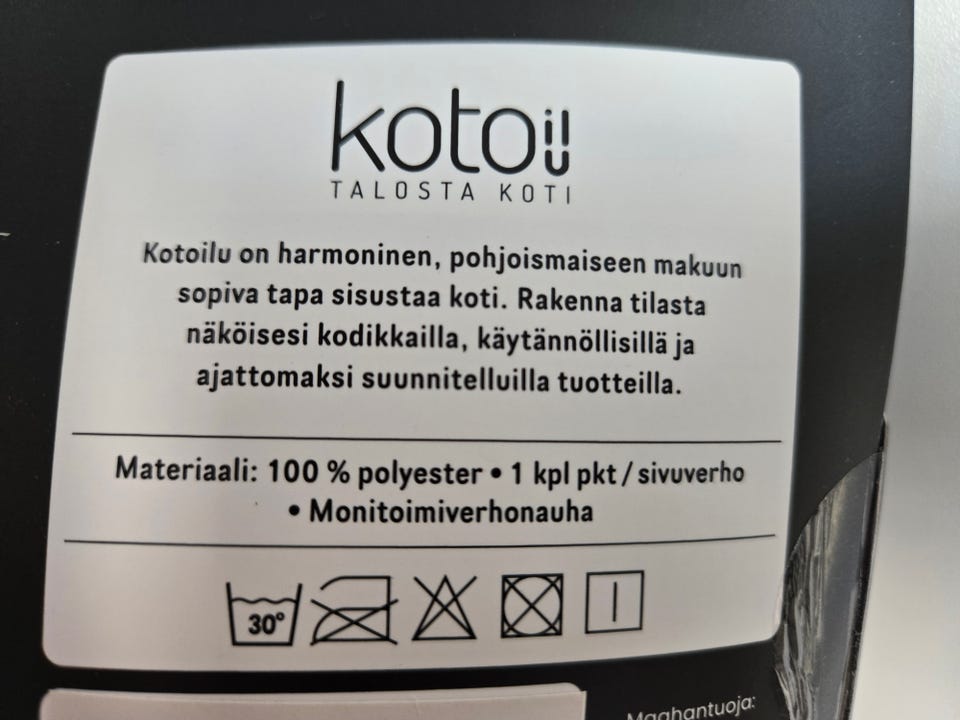 kotoilu
TALOSTA KOTI
Kotoilu on harmoninen, pohjoismaiseen makuun
sopiva tapa sisustaa koti. Rakenna tilasta
näköisesi kodikkailla, käytännöllisillä ja
ajattomaksi suunnitelluilla tuotteilla.
Materiaali: 100 % polyester • 1 kpl pkt / sivuverho
• Monitoimiverhonauha
30°
Maahantuoja: